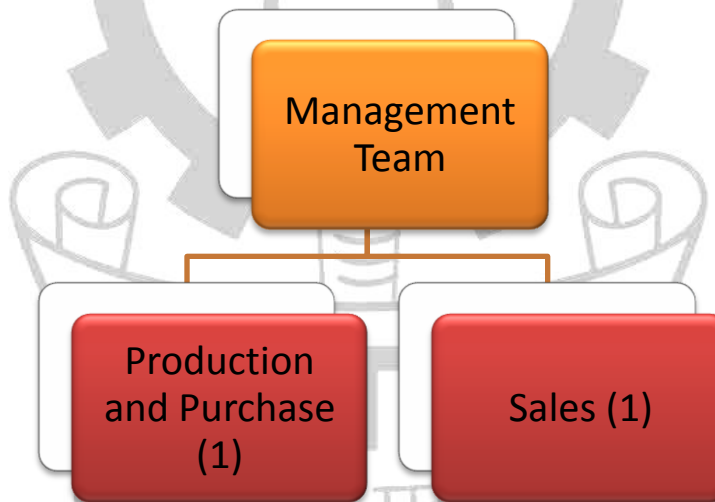 Management
Team
Production
and Purchase
(1)
Sales (1)